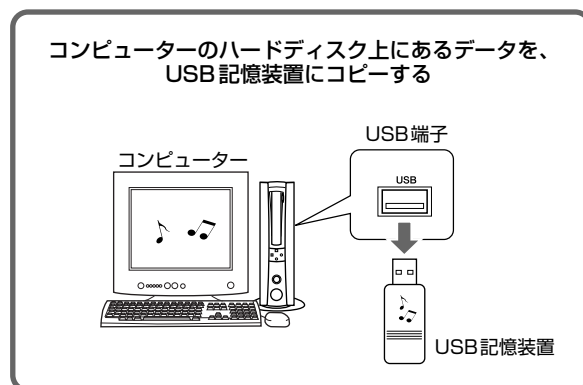 コンピューターのハードディスク上にあるデータを、
USB記憶装置にコピーする
USB端子
コンピューター
USB
USB記憶装置